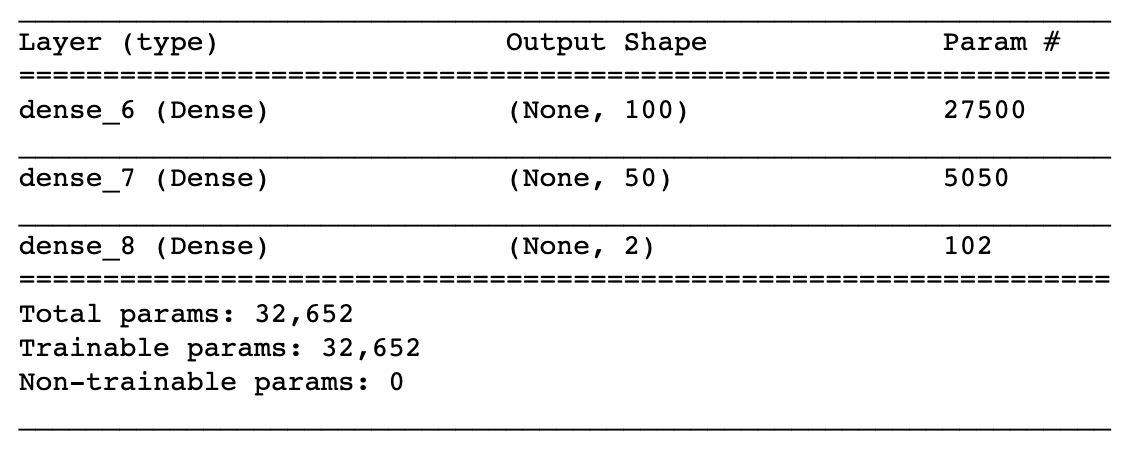 Layer (type) Output Shape Param #
dense_6 (Dense) (None, 100) 27500
dense_7 (Dense) (None, 50) 5050
dense_8 (Dense) (None, 2) 102
Total params: 32,652
Trainable params: 32,652
Non-trainable params: 0